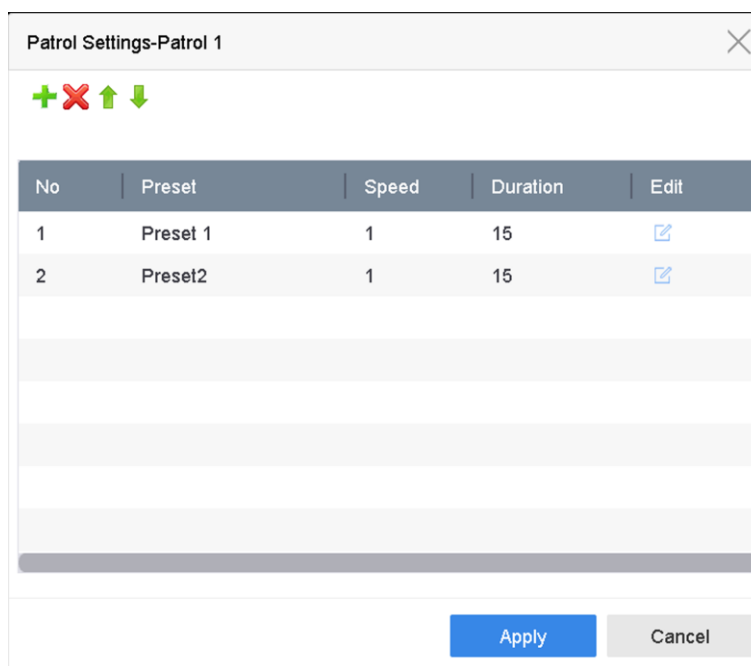 Patrol Settings-Patrol 1
No Preset Speed Duration Edit
1 Preset 1 1 15
2 Preset2 1 15
Apply Cancel